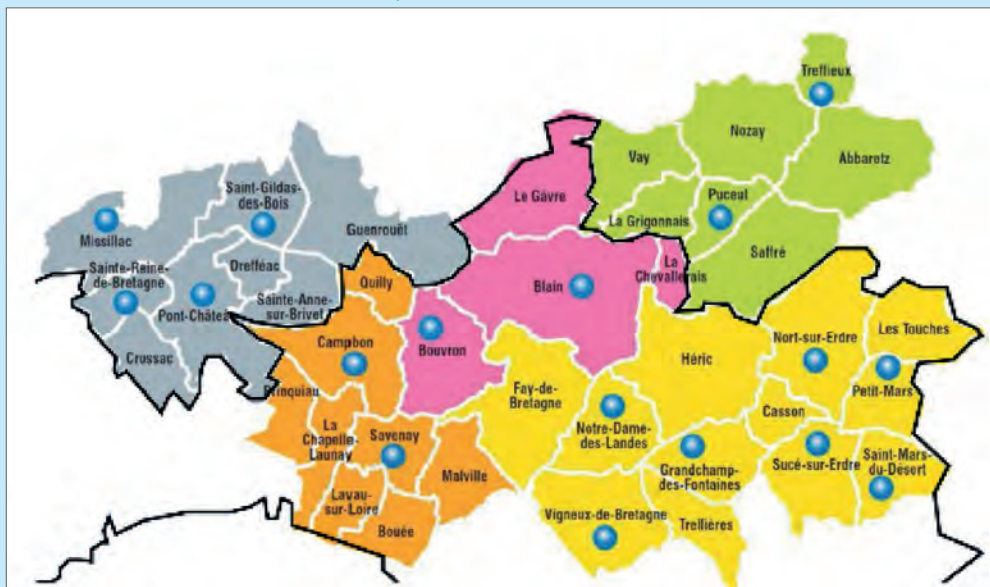 Treffieux
Nozay
Vay
Abbaretz
Saint-Gildas-
des-Bois
Le Gâvre
Puceul
La Grigonnais
Guenrouët
Missillac
Saffré
Drefféac
Sainte-Reine-
de-Bretagne
La
Chevallerais
Quilly
Blain
Sainte-Anne-
sur-Brivet
Pont-Châtea
Les Touches
Campbon
Nort-sur-Erdre
Bouvron
Crossac
Héric
Fay-de-
Bretagne
Petit-Mars
Prinquiau
Casson
Notre-Dame-
des-Landes
La
Chapelle-
Launay
Savenay
Saint-Mars-
du-Désert
Grandchamp-
des-Fontaines
Sucé-sur-Erdre
Malville
Lavau-
sur-Loire
Vigneux-de-Bretagne
Trellières
Bouée